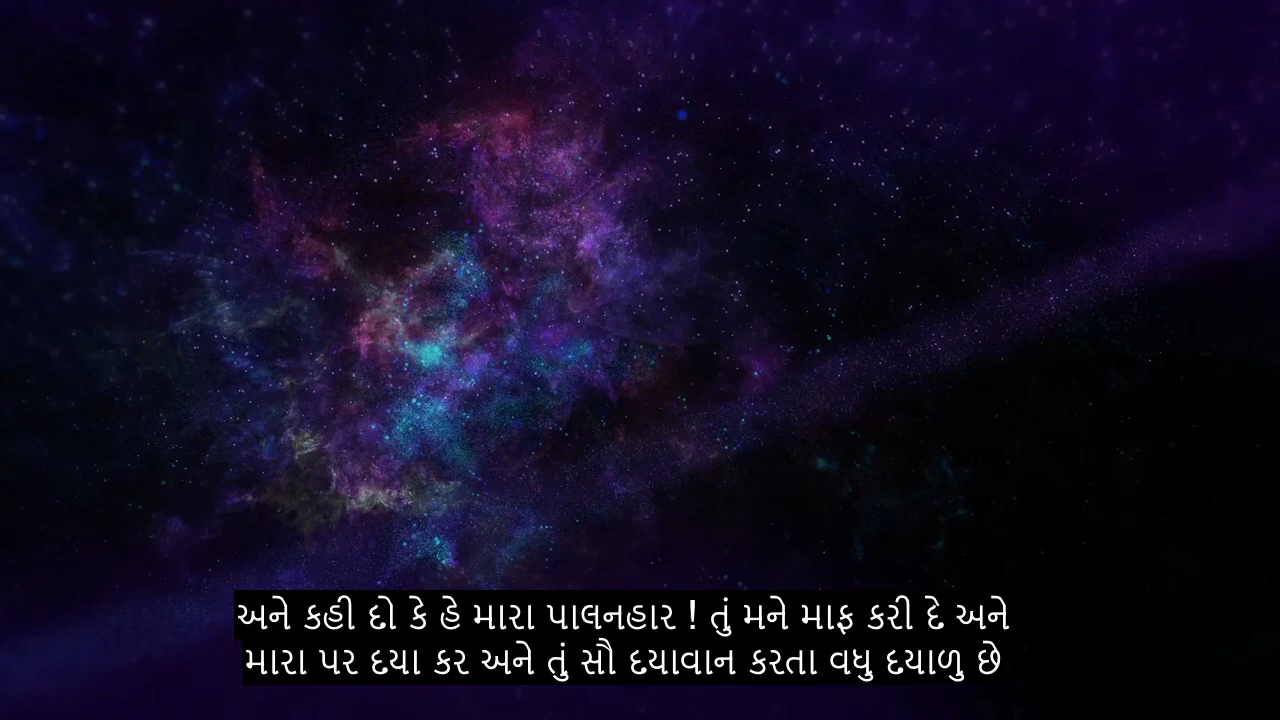 અને કહી દો કે હે મારા પાલનહાર ! તું મને માફ કરી દે અને
મારા પર દયા કર અને તું સૌ દયાવાન કરતા વધુ દયાળુ છે